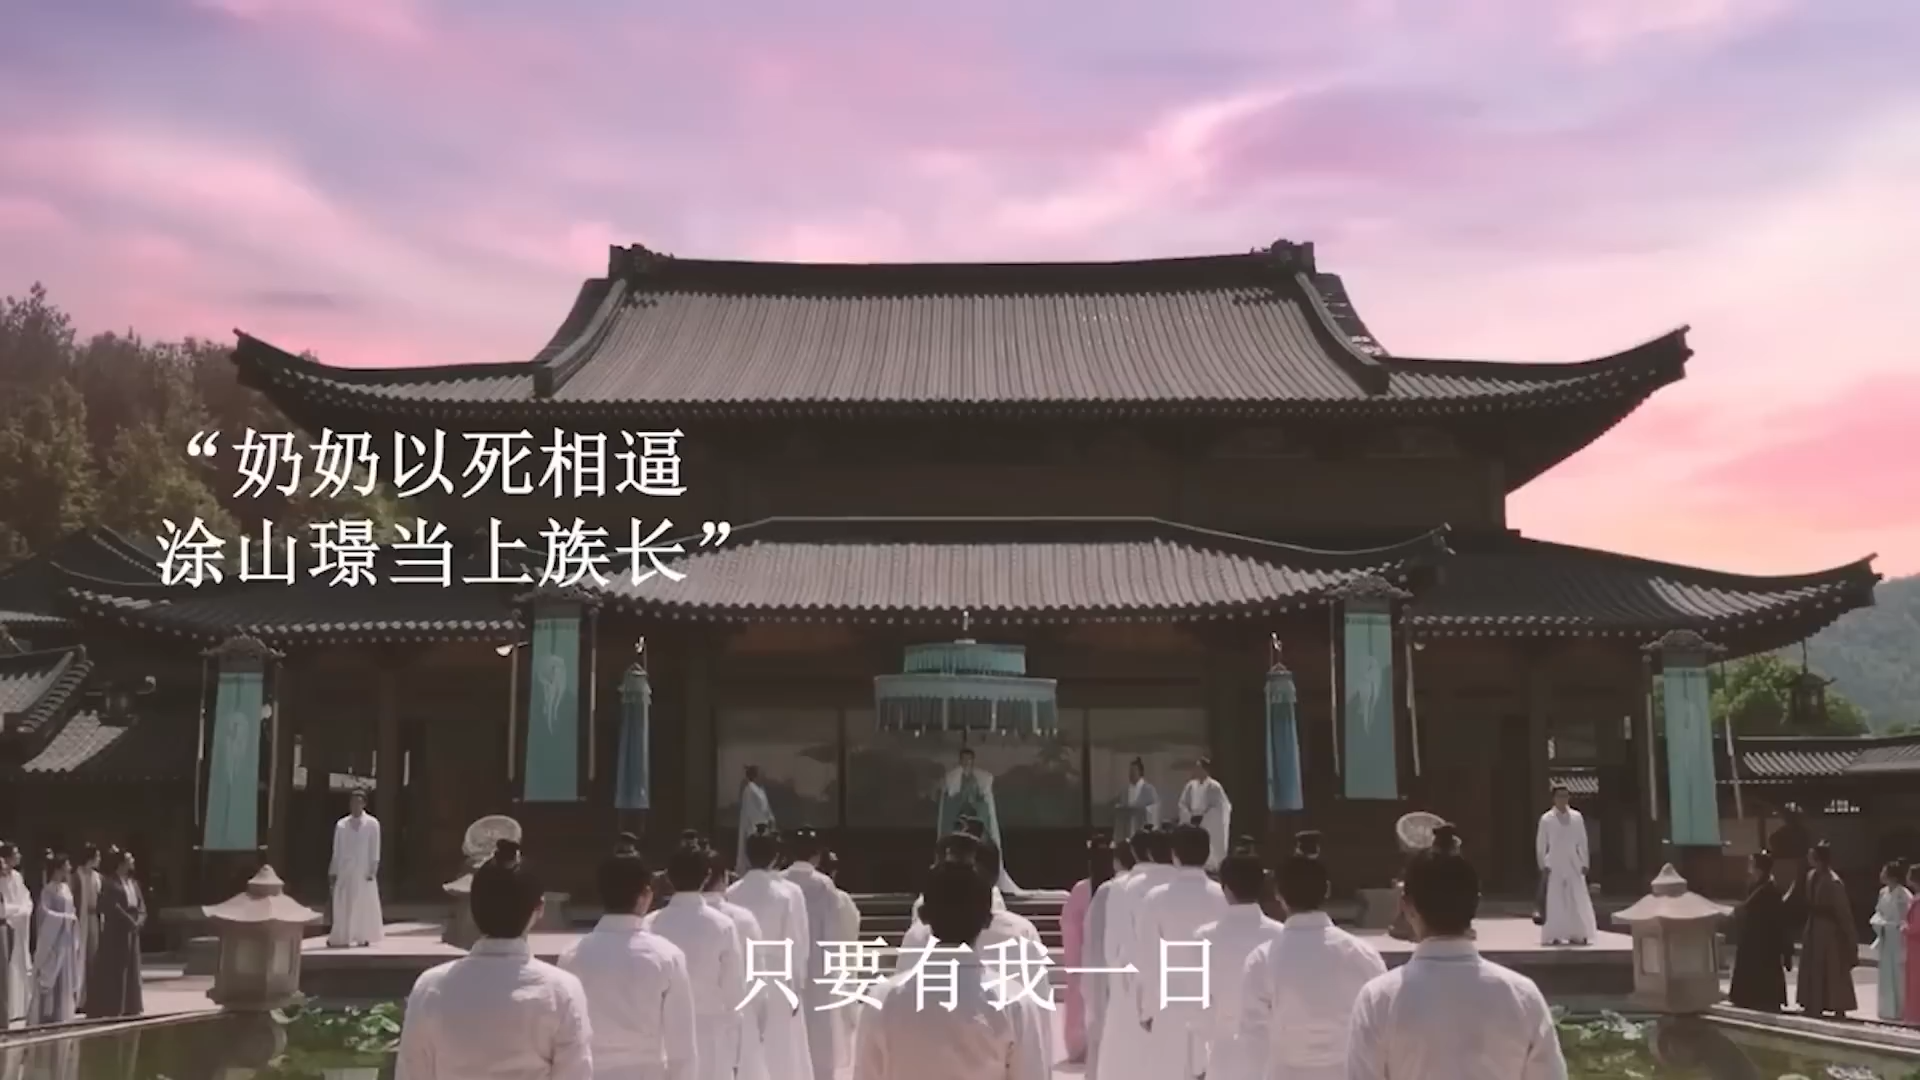 “奶奶以死相逼
涂山璟当上族长”
只要有我一日